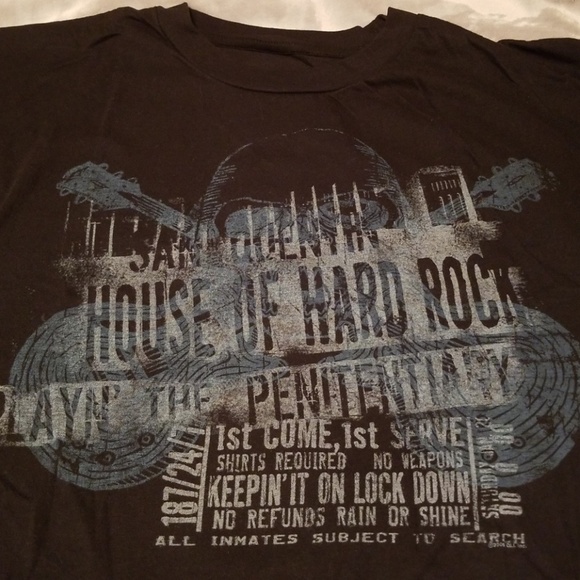 SAN QUENTIN
HOUSE OF HARD ROCK
PLAYN' THE PENITENTIARY
187/24/7
1st COME, 1st SERVE
SHIRTS REQUIRED NO WEAPONS
KEEPIN' IT ON LOCK DOWN
NO REFUNDS RAIN OR SHINE
ALL INMATES SUBJECT TO SEARCH